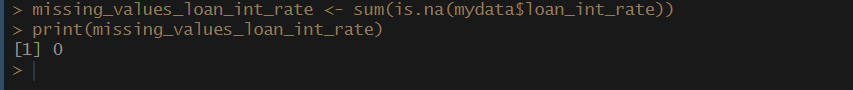 > missing_values_loan_int_rate <- sum(is.na(mydata$loan_int_rate))
> print(missing_values_loan_int_rate)
[1] 0
>